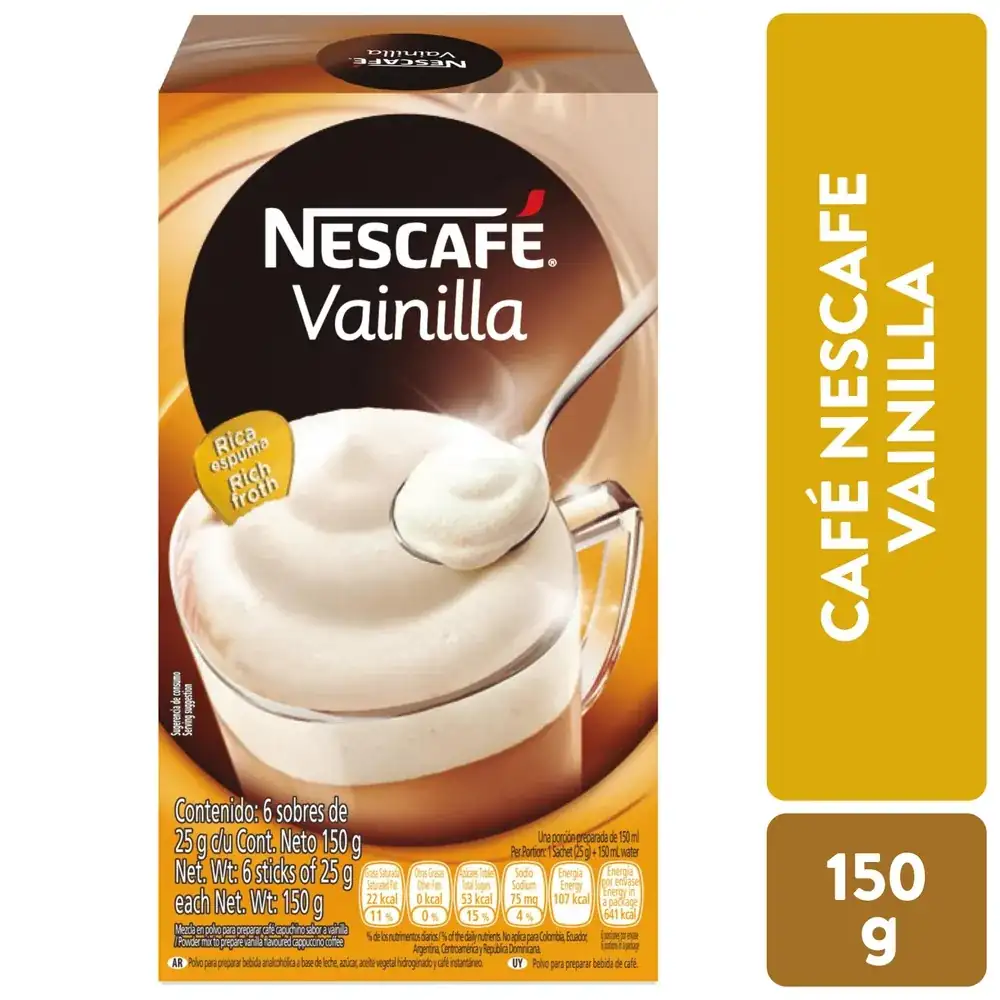 NESCAFÉ
Vainilla
NESCAFÉ®
Vainilla
Rica
espuma
Rich
froth
Sugerencia de consumo
Serving suggestion
Contenido: 6 sobres de
25 g c/u Cont. Neto 150 g
Net. Wt: 6 sticks of 25 g
each Net. Wt: 150 g
Mezcla en polvo para preparar café capuchino sabor a vainilla
/ Powder mix to prepare vanilla flavoured cappuccino coffee
Una porción preparada de 150 ml
Per Portion: 1 Sachet (25 g) + 150 mL water
Grasa Saturada
Saturated Fat
22 kcal
11 %
Otras Grasas
Other Fats
0 kcal
0 %
Azúcares Totales
Total Sugars
53 kcal
15 %
Sodio
Sodium
75 mg
4 %
Energía
Energy
107 kcal
Energía
por envase
Energy in
a package
641 kcal
% de los nutrimentos diarios / % of the daily nutrients. No aplica para Colombia, Ecuador,
Argentina, Centroamérica y República Dominicana.
AR Polvo para preparar bebida analcohólica a base de leche, azúcar, aceite vegetal hidrogenado y café instantáneo.
UY Polvo para preparar bebida de café.
CAFÉ NESCAFE
VAINILLA
150
g